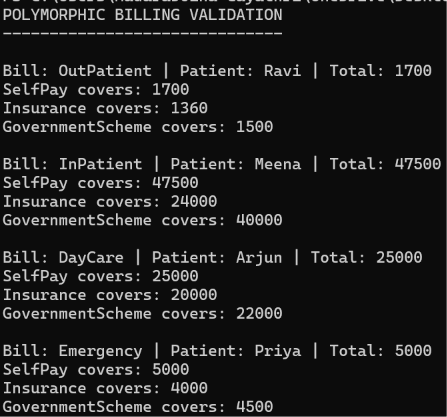 POLYMORPHIC BILLING VALIDATION
------------------------------
Bill: OutPatient | Patient: Ravi | Total: 1700
SelfPay covers: 1700
Insurance covers: 1360
GovernmentScheme covers: 1500
Bill: InPatient | Patient: Meena | Total: 47500
SelfPay covers: 47500
Insurance covers: 24000
GovernmentScheme covers: 40000
Bill: DayCare | Patient: Arjun | Total: 25000
SelfPay covers: 25000
Insurance covers: 20000
GovernmentScheme covers: 22000
Bill: Emergency | Patient: Priya | Total: 5000
SelfPay covers: 5000
Insurance covers: 4000
GovernmentScheme covers: 4500